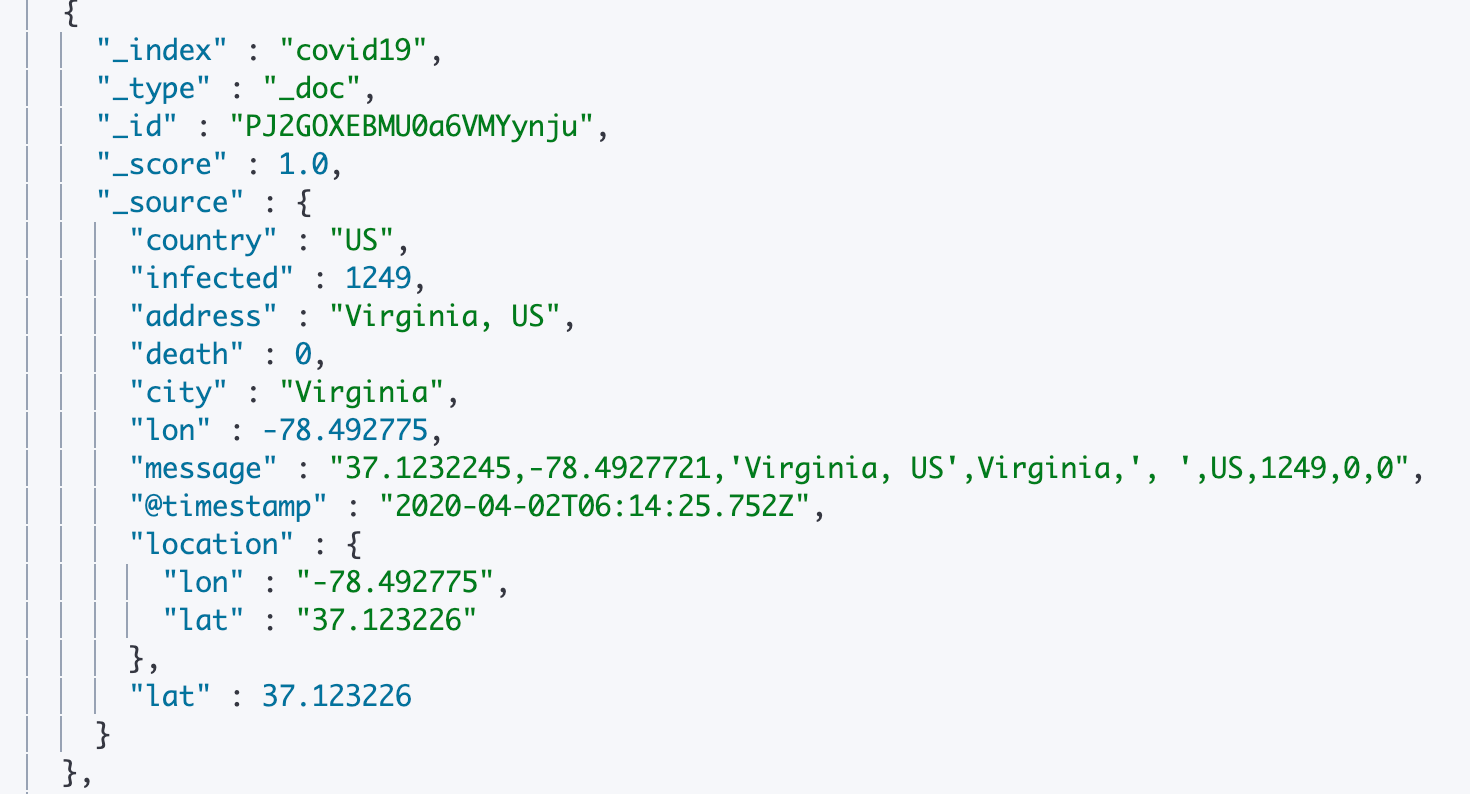 {
"_index" : "covid19",
"_type" : "_doc",
"_id" : "PJ2GOXEBMU0a6VMYynju",
"_score" : 1.0,
"_source" : {
"country" : "US",
"infected" : 1249,
"address" : "Virginia, US",
"death" : 0,
"city" : "Virginia",
"lon" : -78.492775,
"message" : "37.1232245,-78.4927721,'Virginia, US',Virginia,', ',US,1249,0,0",
"@timestamp" : "2020-04-02T06:14:25.752Z",
"location" : {
"lon" : "-78.492775",
"lat" : "37.123226"
},
"lat" : 37.123226
}
},